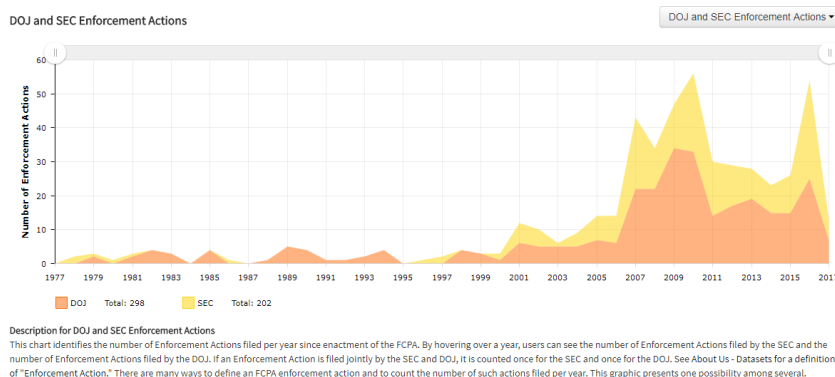 DOJ and SEC Enforcement Actions
DOJ and SEC Enforcement Actions
60
50
40
30
20
10
0
Number of Enforcement Actions
1977 1979 1981 1983 1985 1987 1989 1991 1993 1995 1997 1999 2001 2003 2005 2007 2009 2011 2013 2015 201
DOJ Total: 298 SEC Total: 202
Description for DOJ and SEC Enforcement Actions
This chart identifies the number of Enforcement Actions filed per year since enactment of the FCPA. By hovering over a year, users can see the number of Enforcement Actions filed by the SEC and the
number of Enforcement Actions filed by the DOJ. If an Enforcement Action is filed jointly by the SEC and DOJ, it is counted once for the SEC and once for the DOJ. See About Us - Datasets for a definition
of "Enforcement Action." There are many ways to define an FCPA enforcement action and to count the number of such actions filed per year. This graphic presents one possibility among several.